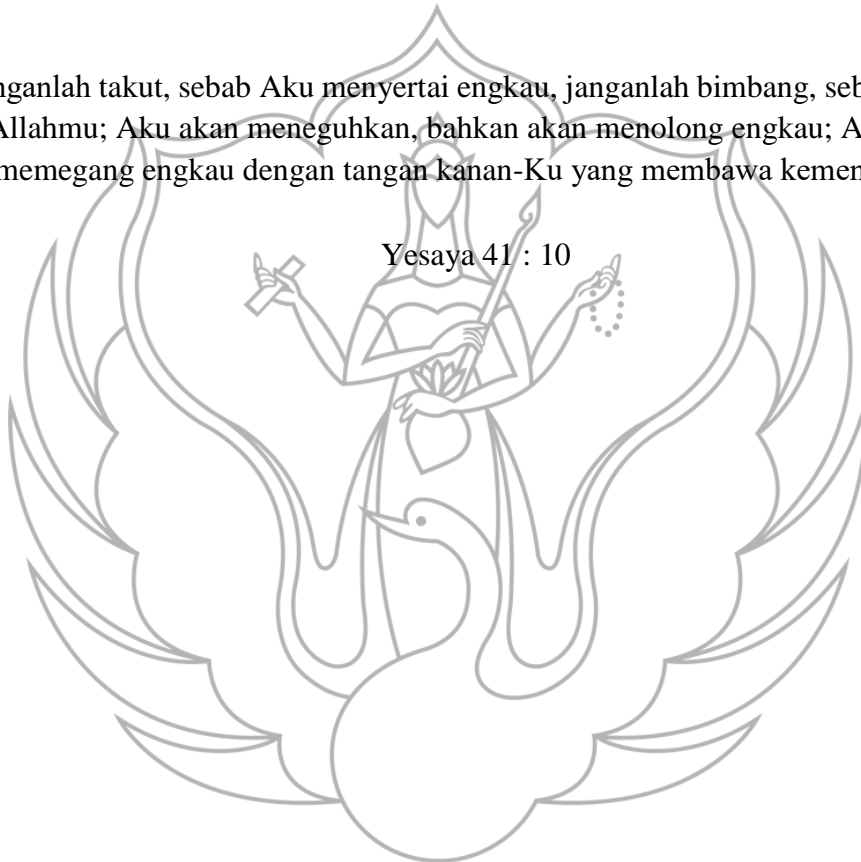 nganlah takut, sebab Aku menyertai engkau, janganlah bimbang, seb
Allahmu; Aku akan meneguhkan, bahkan akan menolong engkau; A
memegang engkau dengan tangan kanan-Ku yang membawa kemen
Yesaya 41 : 10